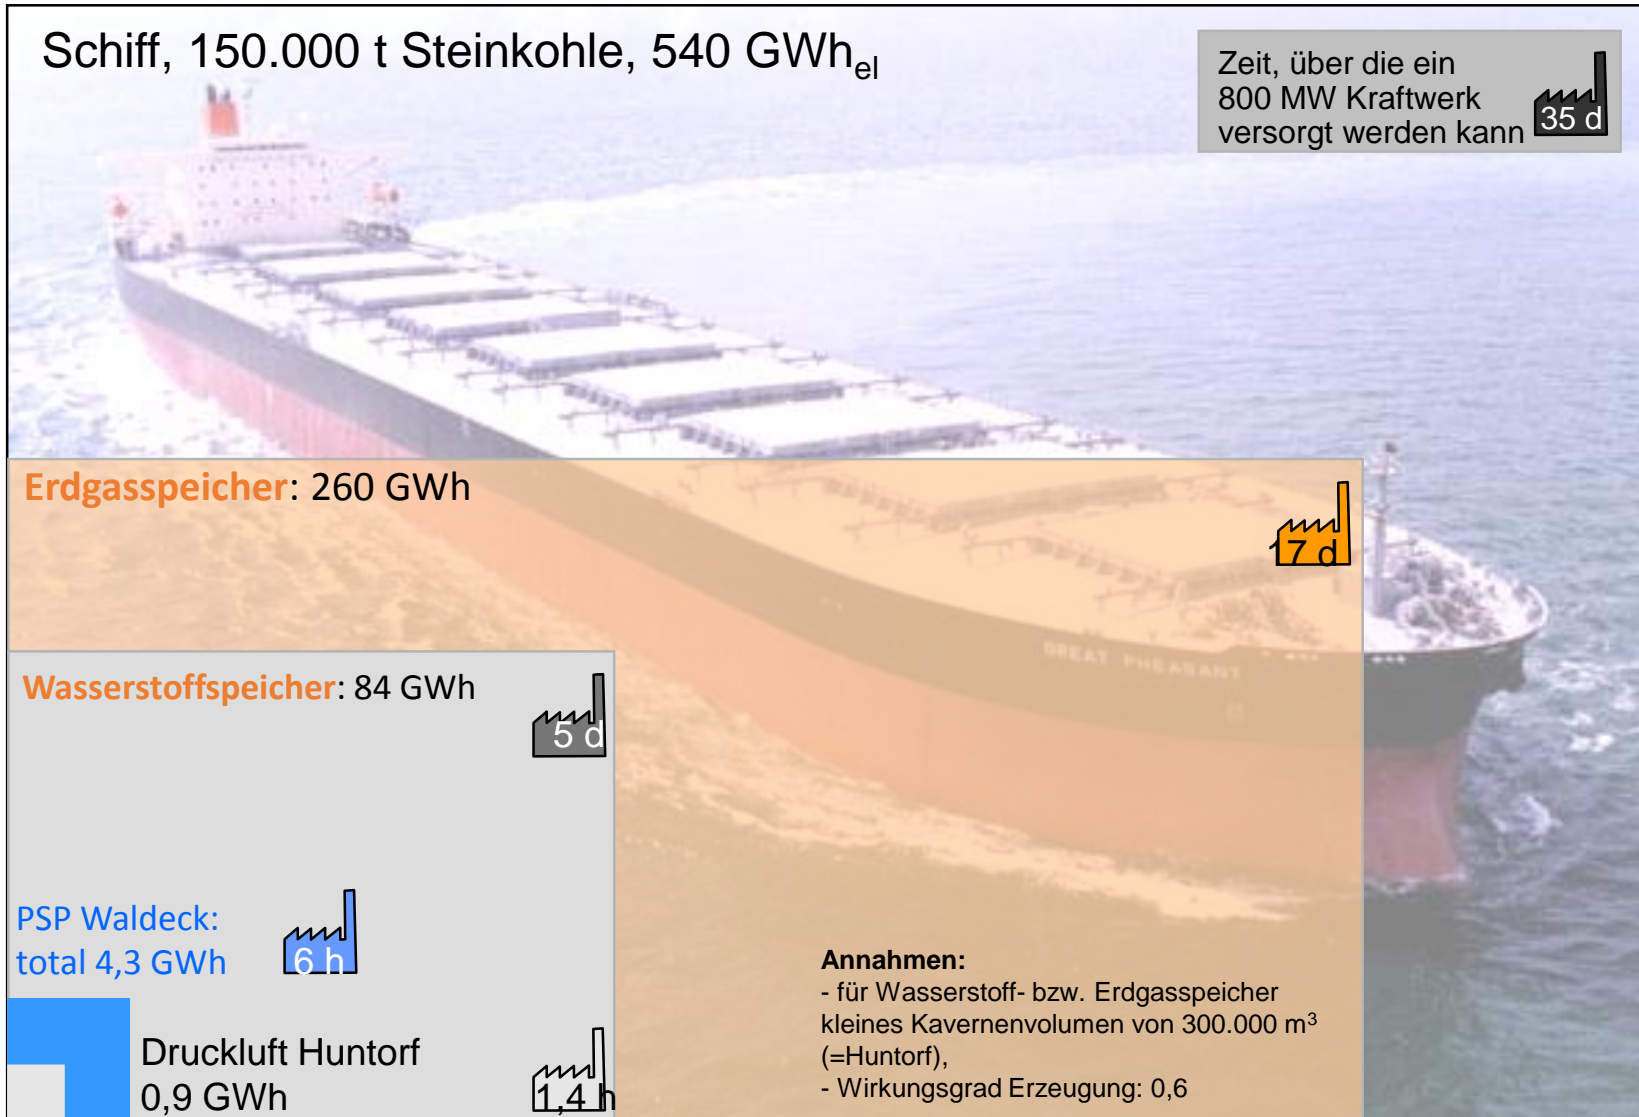 Schiff, 150.000 t Steinkohle, 540 GWhel
Zeit, über die ein
800 MW Kraftwerk
versorgt werden kann
35 d
Erdgasspeicher: 260 GWh
17 d
GREAT PHEASANT
Wasserstoffspeicher: 84 GWh
5 d
PSP Waldeck:
total 4,3 GWh
6 h
Druckluft Huntorf
0,9 GWh
1,4 h
Annahmen:
- für Wasserstoff- bzw. Erdgasspeicher
kleines Kavernenvolumen von 300.000 m³
(=Huntorf),
- Wirkungsgrad Erzeugung: 0,6